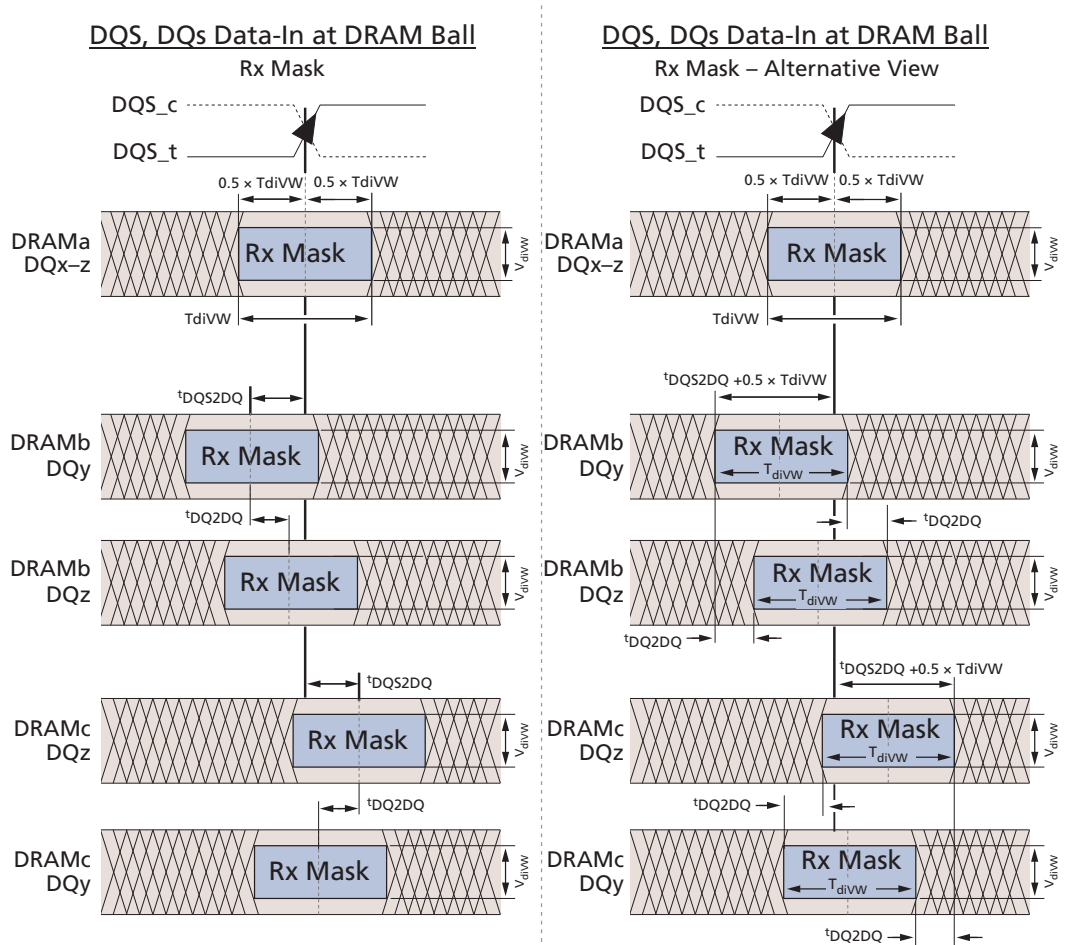 DQS, DQs Data-In at DRAM Ball
Rx Mask
DQS_c
DQS_t
0.5 × TdiVW
0.5 × TdiVW
DRAMa
DQx–z
Rx Mask
VdiVW
TdiVW
tDQS2DQ
DRAMb
DQy
Rx Mask
VdiVW
tDQ2DQ
DRAMb
DQz
Rx Mask
VdiVW
tDQS2DQ
DRAMc
DQz
Rx Mask
VdiVW
tDQ2DQ
DRAMc
DQy
Rx Mask
VdiVW
DQS, DQs Data-In at DRAM Ball
Rx Mask – Alternative View
DQS_c
DQS_t
0.5 × TdiVW
0.5 × TdiVW
DRAMa
DQx–z
Rx Mask
VdiVW
TdiVW
tDQS2DQ +0.5 × TdiVW
DRAMb
DQy
Rx Mask
TdiVW
VdiVW
tDQ2DQ
DRAMb
DQz
Rx Mask
TdiVW
VdiVW
tDQ2DQ
tDQS2DQ +0.5 × TdiVW
DRAMc
DQz
Rx Mask
TdiVW
VdiVW
tDQ2DQ
DRAMc
DQy
Rx Mask
TdiVW
VdiVW
tDQ2DQ